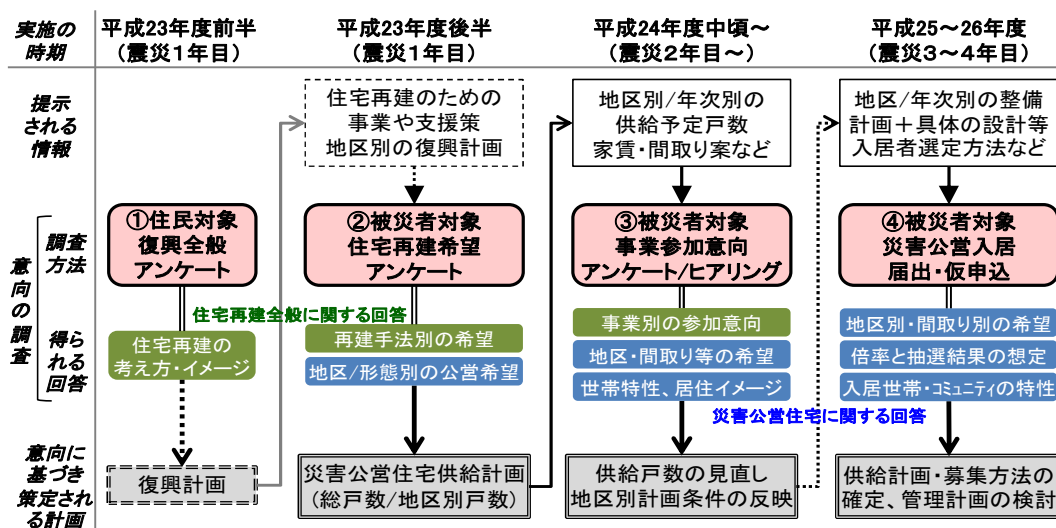 実施の
時期
平成23年度前半
(震災1年目)
平成23年度後半
(震災1年目)
平成24年度中頃～
(震災2年目～)
平成25～26年度
(震災3～4年目)
提示
される
情報
住宅再建のための
事業や支援策
地区別の復興計画
地区別/年次別の
供給予定戸数
家賃・間取り案など
地区/年次別の整備
計画＋具体の設計等
入居者選定方法など
意向の調査
調査
方法
①住民対象
復興全般
アンケート
②被災者対象
住宅再建希望
アンケート
③被災者対象
事業参加意向
アンケート/ヒアリング
④被災者対象
災害公営入居
届出・仮申込
住宅再建全般に関する回答
得ら
れる
回答
住宅再建の
考え方・イメージ
再建手法別の希望
地区/形態別の公営希望
事業別の参加意向
地区・間取り等の希望
世帯特性、居住イメージ
地区別・間取り別の希望
倍率と抽選結果の想定
入居世帯・コミュニティの特性
災害公営住宅に関する回答
意向に
基づき
策定され
る計画
復興計画
災害公営住宅供給計画
(総戸数/地区別戸数)
供給戸数の見直し
地区別計画条件の反映
供給計画・募集方法の
確定、管理計画の検討